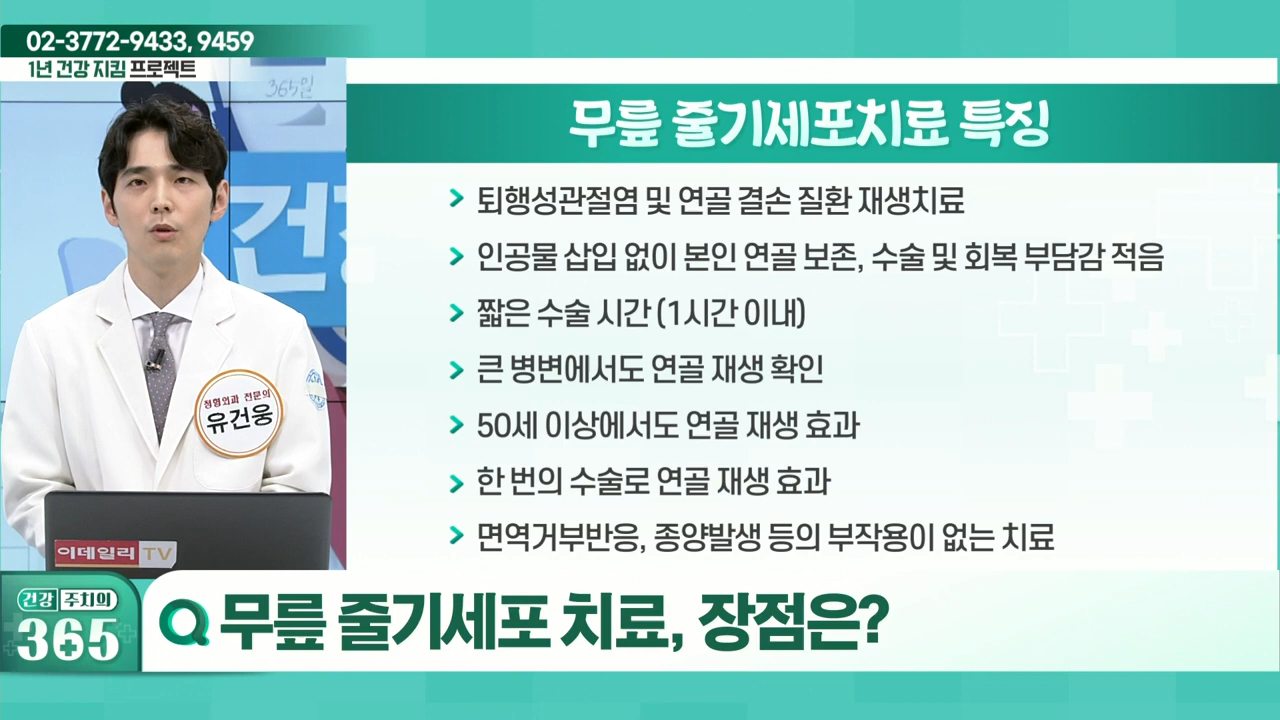 02-3772-9433, 9459
1년 건강 지킴 프로젝트
365일
건강
무릎 줄기세포치료 특징
퇴행성관절염 및 연골 결손 질환 재생치료
인공물 삽입 없이 본인 연골 보존, 수술 및 회복 부담감 적음
짧은 수술 시간 (1시간 이내)
큰 병변에서도 연골 재생 확인
50세 이상에서도 연골 재생 효과
한 번의 수술로 연골 재생 효과
면역거부반응, 종양발생 등의 부작용이 없는 치료
정형외과 전문의
유건웅
이데일리 TV
건강 주치의
365
Q 무릎 줄기세포 치료, 장점은?